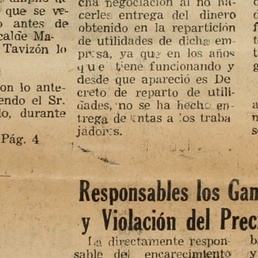 cha negociación al no ha-
que se ve-
cerles entrega del dinero
o antes de
obtenido en la repartición
calde Ma-
de utilidades de dicha em-
Tavizón lo
presa, ya que en los años
que tiene funcionando y
desde que apareció es De-
creto de reparto de utili-
dades, no se ha hecho en-
trega de éntas a los traba
jadores.
on lo ante-
endo el Sr.
lo, durante
Pág. 4
Responsables los Gan
y Violación del Prec
La directamente respon-
sable del encarecimiento